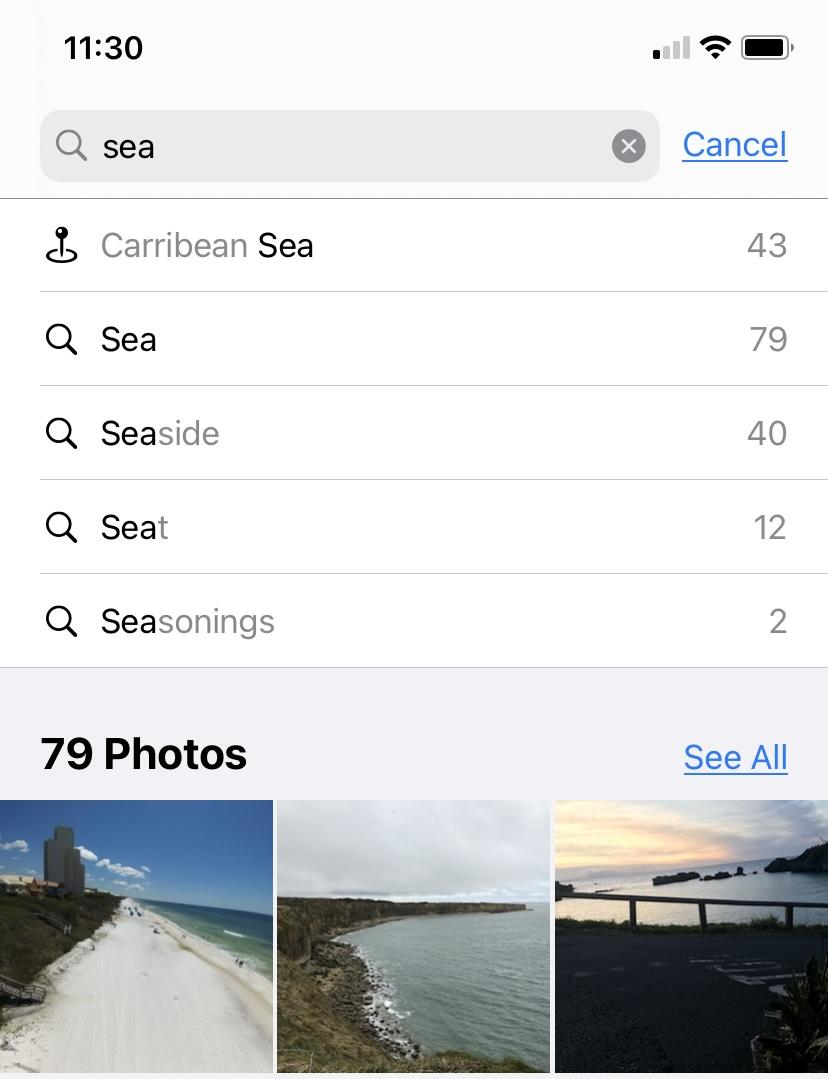 11:30
sea Cancel
Carribean Sea 43
Sea 79
Seaside 40
Seat 12
Seasonings 2
79 Photos See All